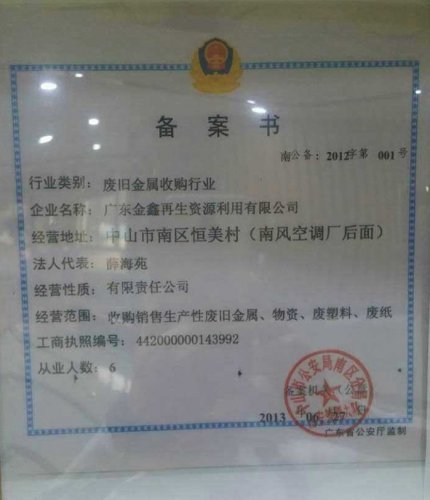 备案书
南公备：2012字第 001号
行业类别：废旧金属收购行业
企业名称：广东金鑫再生资源利用有限公司
经营地址：中山市南区恒美村（南风空调厂后面）
法人代表：薛海苑
经营性质：有限责任公司
经营范围：收购销售生产性废旧金属、物资、废塑料、废纸
工商执照编号：442000000143992
从业人数：6
2013 06 27日
广东省公安厅监制